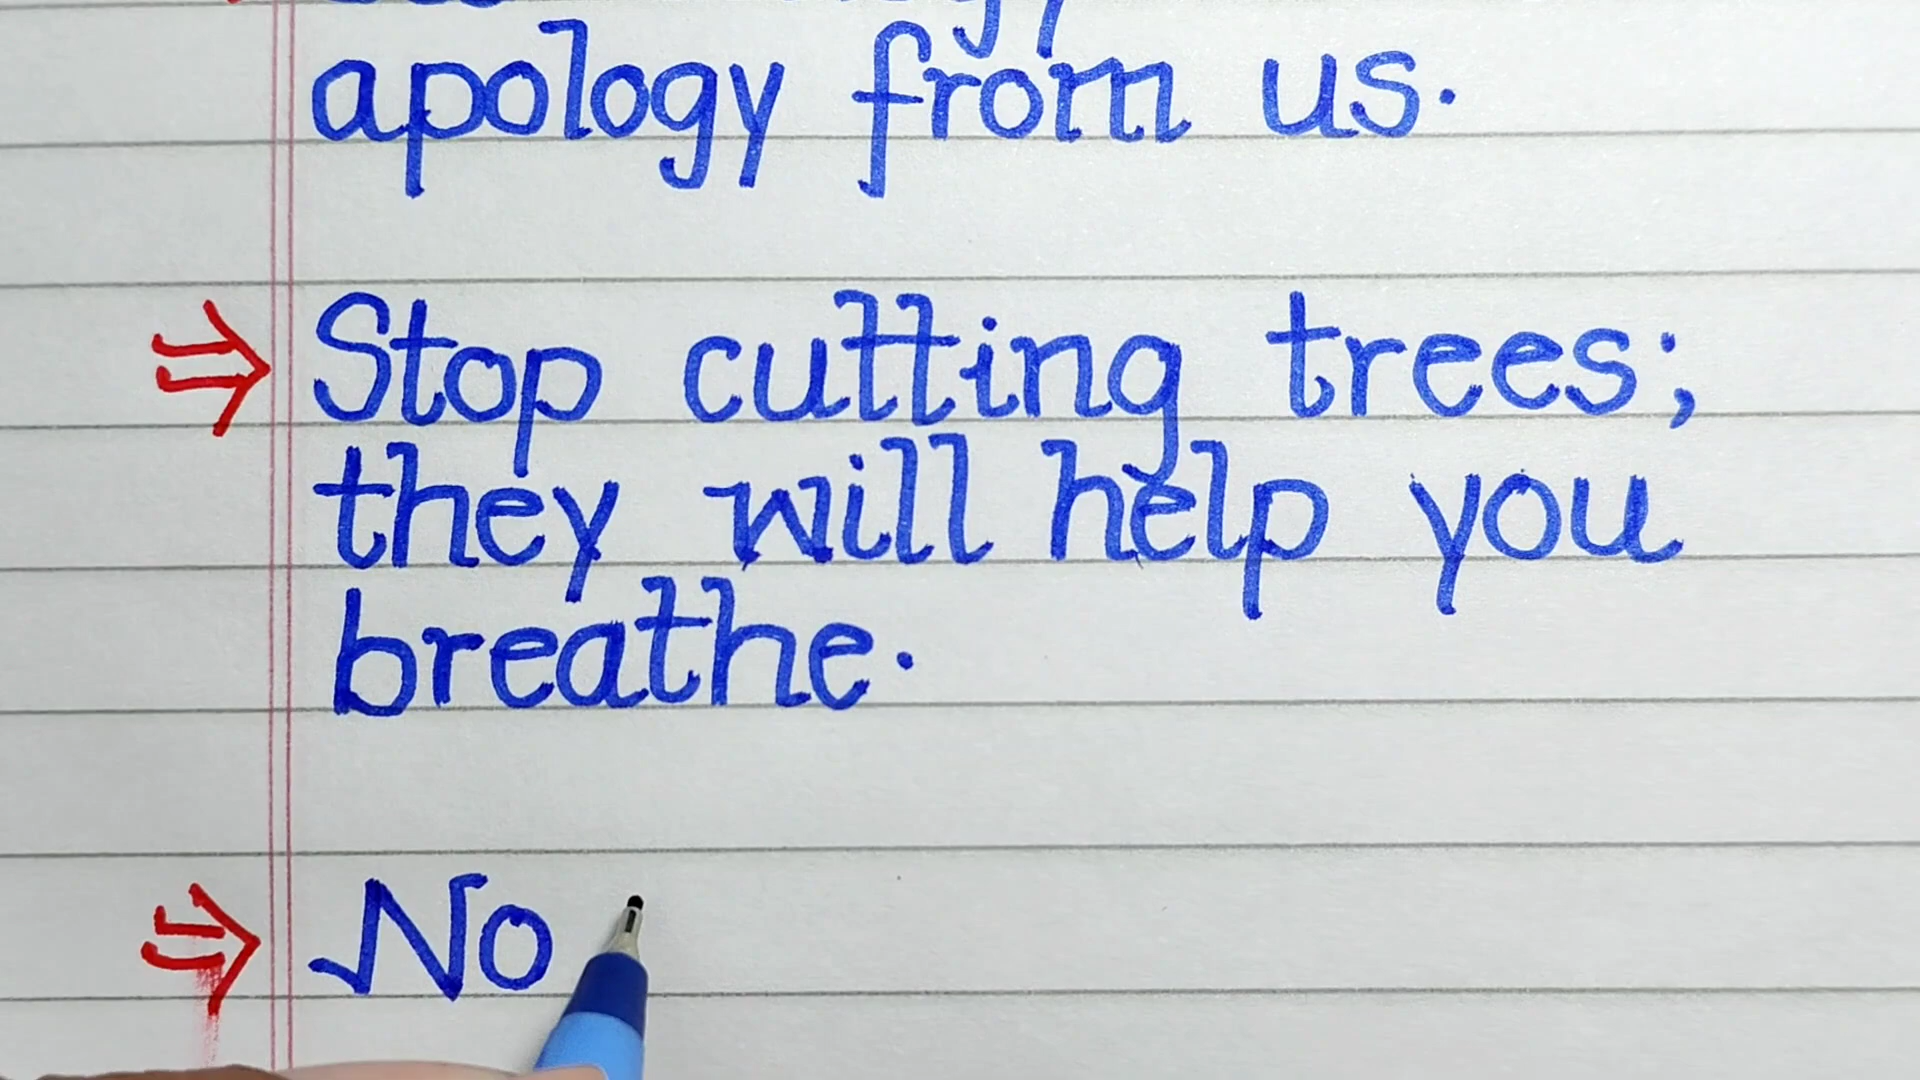 apology from us.
Stop cutting trees;
they will help you
breathe.
No